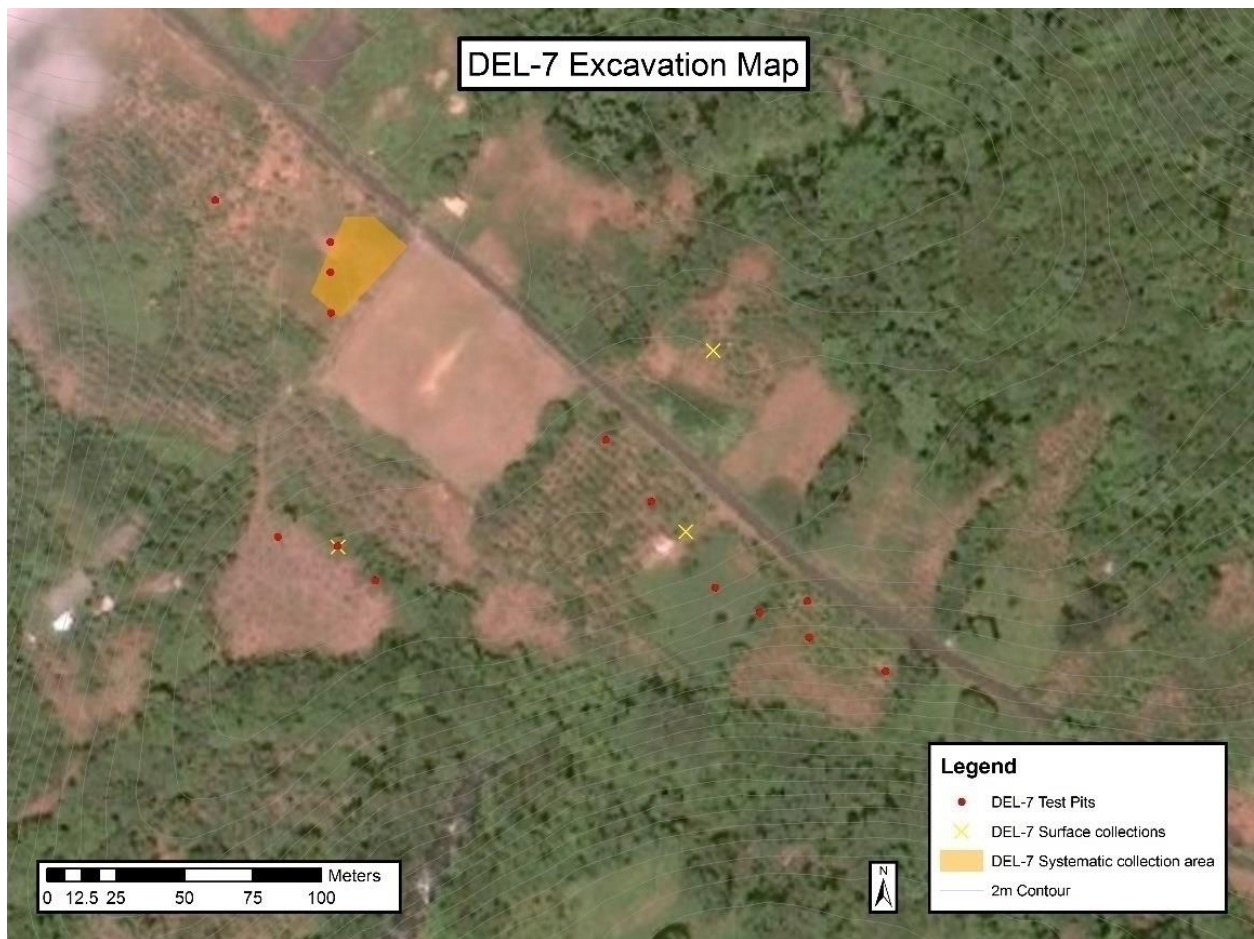 DEL-7 Excavation Map
Legend
DEL-7 Test Pits
DEL-7 Surface collections
DEL-7 Systematic collection area
2m Contour
Meters
0 12.5 25 50 75 100
N